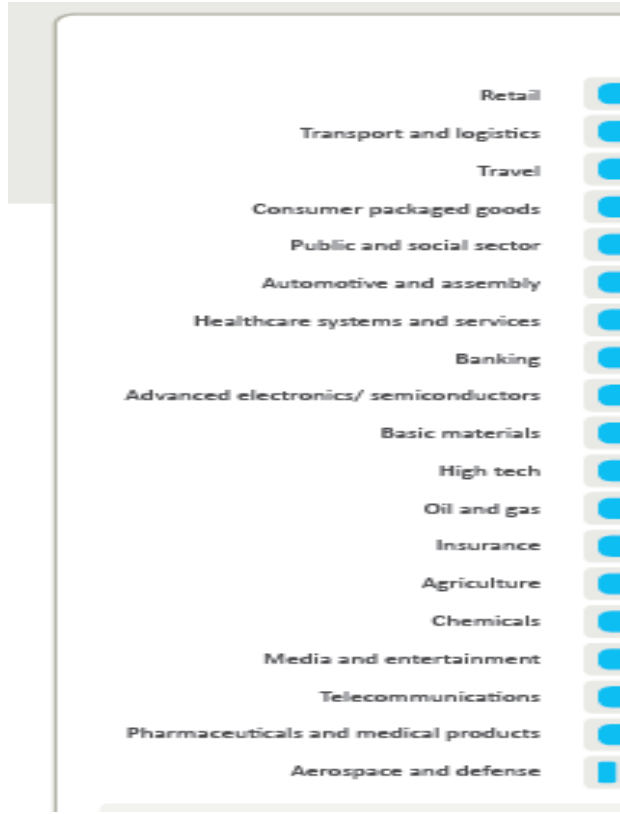 Retail
Transport and logistics
Travel
Consumer packaged goods
Public and social sector
Automotive and assembly
Healthcare systems and services
Banking
Advanced electronics/ semiconductors
Basic materials
High tech
Oil and gas
Insurance
Agriculture
Chemicals
Media and entertainment
Telecommunications
Pharmaceuticals and medical products
Aerospace and defense